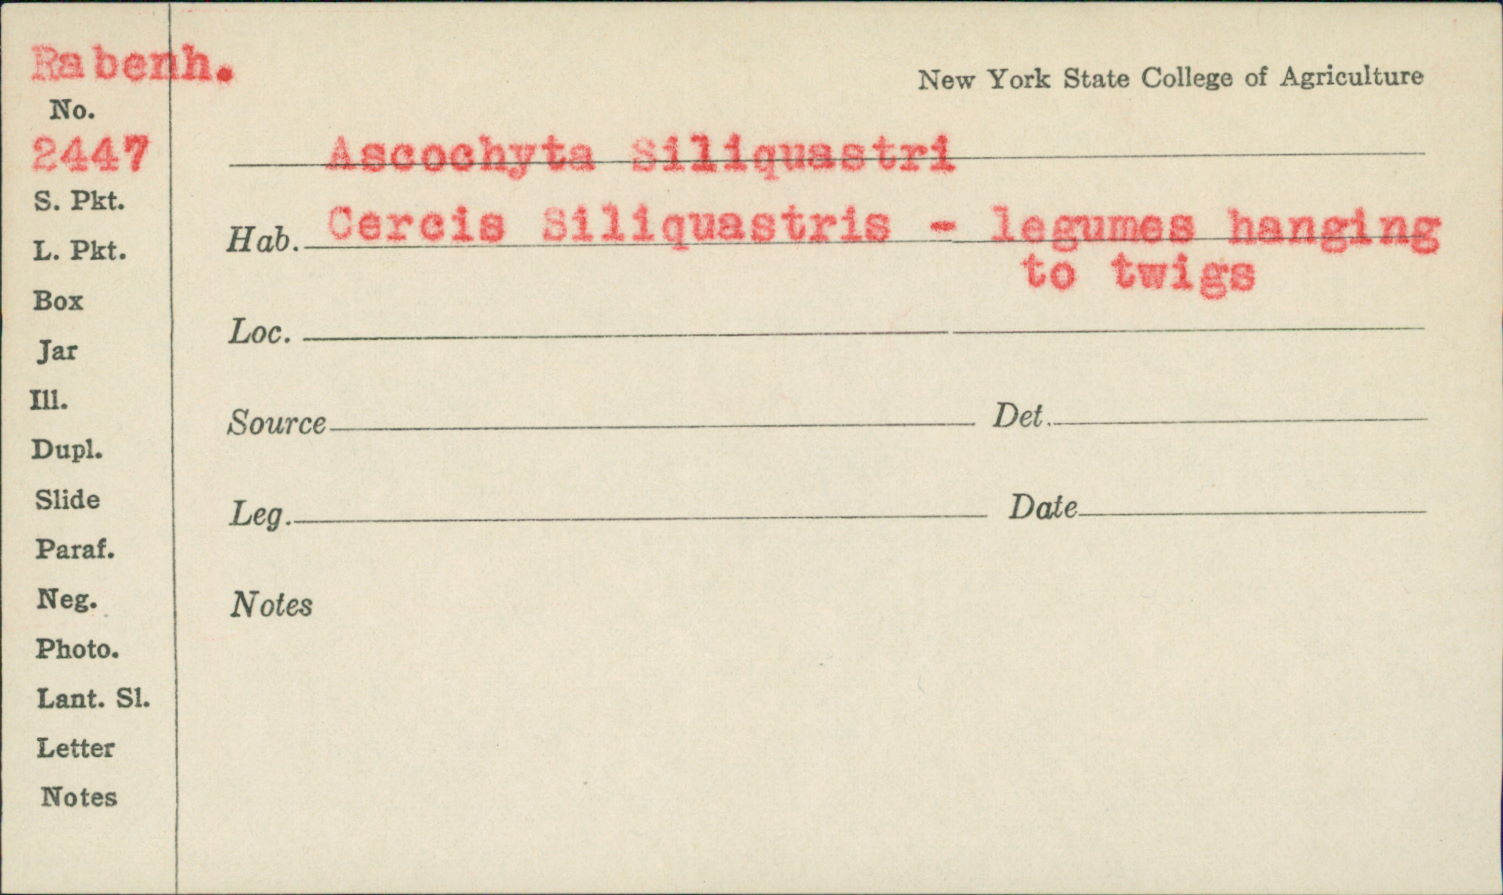 Rabenh.
New York State College of Agriculture
No.
2447
Ascochyta Siliquastri
S. Pkt.
Hab. Cercis Siliquastris - legumes hanging
to twigs
L. Pkt.
Box
Loc.
Jar
Ill.
Source Det.
Dupl.
Slide
Leg. Date
Paraf.
Neg.
Notes
Photo.
Lant. Sl.
Letter
Notes